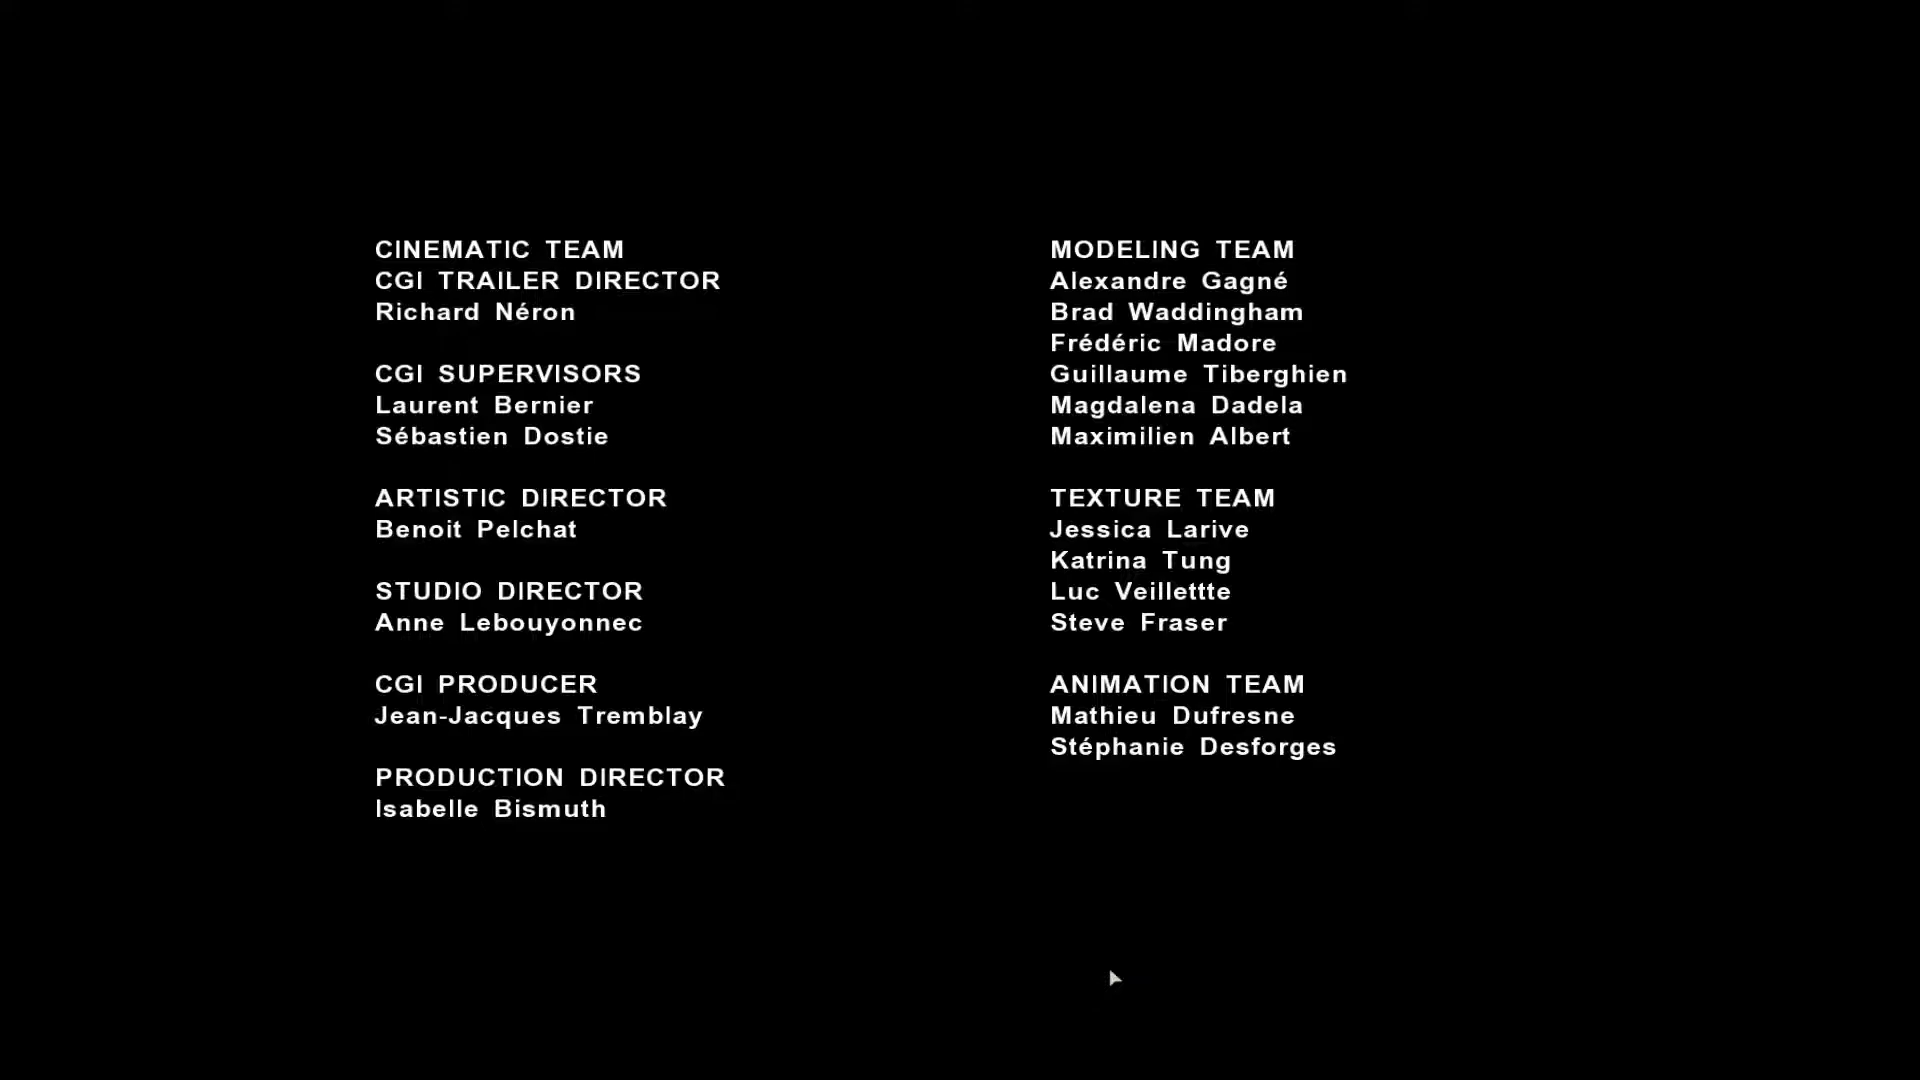 CINEMATIC TEAM
CGI TRAILER DIRECTOR
Richard Néron
CGI SUPERVISORS
Laurent Bernier
Sébastien Dostie
ARTISTIC DIRECTOR
Benoit Pelchat
STUDIO DIRECTOR
Anne Lebouyonnec
CGI PRODUCER
Jean-Jacques Tremblay
PRODUCTION DIRECTOR
Isabelle Bismuth
MODELING TEAM
Alexandre Gagné
Brad Waddingham
Frédéric Madore
Guillaume Tiberghien
Magdalena Dadela
Maximilien Albert
TEXTURE TEAM
Jessica Larive
Katrina Tung
Luc Veillettte
Steve Fraser
ANIMATION TEAM
Mathieu Dufresne
Stéphanie Desforges